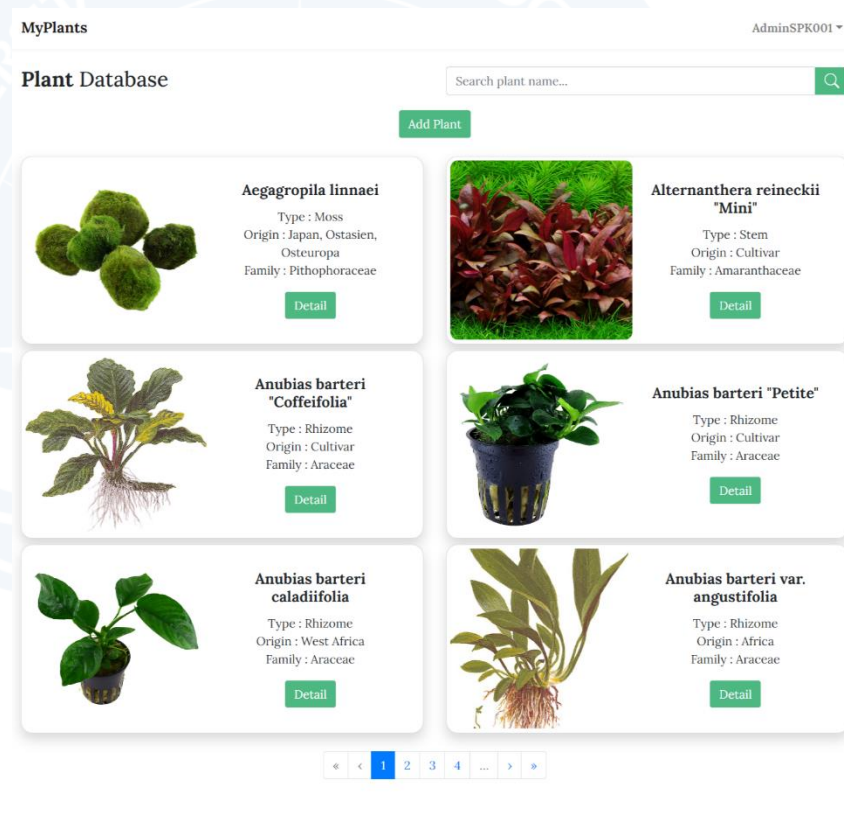 MyPlants
AdminSPK001
Plant Database
Search plant name...
Add Plant
Aegagropila linnaei
Type : Moss
Origin : Japan, Ostasien,
Osteuropa
Family : Pithophoraceae
Detail
Alternanthera reineckii
"Mini"
Type : Stem
Origin : Cultivar
Family : Amaranthaceae
Detail
Anubias barteri
"Coffeifolia"
Type : Rhizome
Origin : Cultivar
Family : Araceae
Detail
Anubias barteri "Petite"
Type : Rhizome
Origin : Cultivar
Family : Araceae
Detail
Anubias barteri
caladiifolia
Type : Rhizome
Origin : West Africa
Family : Araceae
Detail
Anubias barteri var.
angustifolia
Type : Rhizome
Origin : Africa
Family : Araceae
Detail
« ‹ 1 2 3 4 ... › »